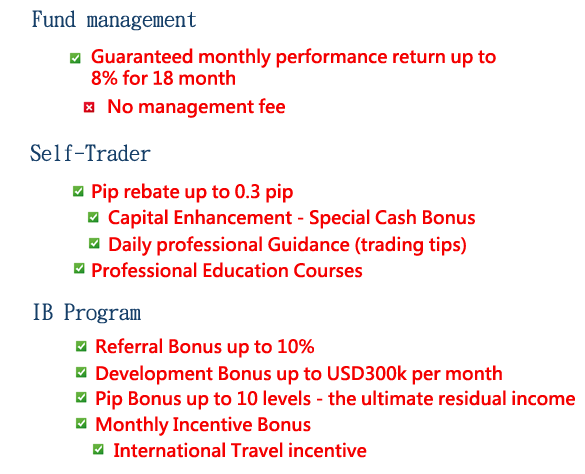 Fund management
Guaranteed monthly performance return up to
8% for 18 month
No management fee
Self-Trader
Pip rebate up to 0.3 pip
Capital Enhancement - Special Cash Bonus
Daily professional Guidance (trading tips)
Professional Education Courses
IB Program
Referral Bonus up to 10%
Development Bonus up to USD300k per month
Pip Bonus up to 10 levels - the ultimate residual income
Monthly Incentive Bonus
International Travel incentive